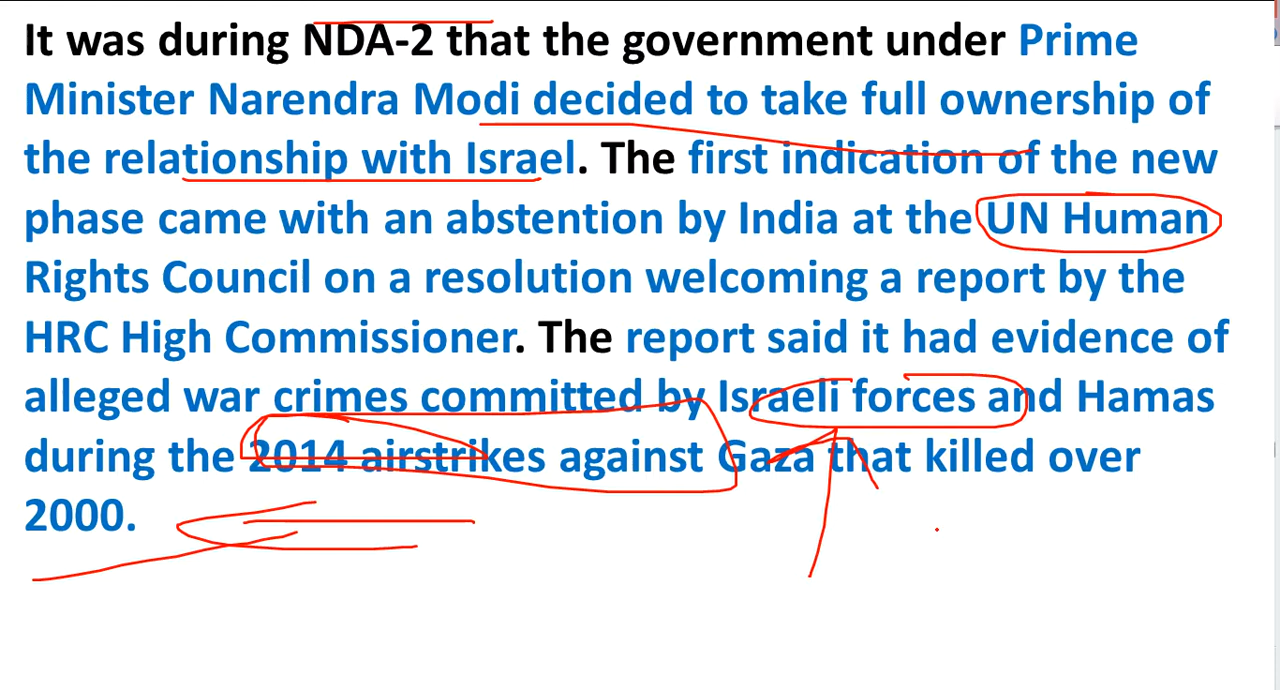 It was during NDA-2 that the government under Prime
Minister Narendra Modi decided to take full ownership of
the relationship with Israel. The first indication of the new
phase came with an abstention by India at the UN Human
Rights Council on a resolution welcoming a report by the
HRC High Commissioner. The report said it had evidence of
alleged war crimes committed by Israeli forces and Hamas
during the 2014 airstrikes against Gaza that killed over
2000.